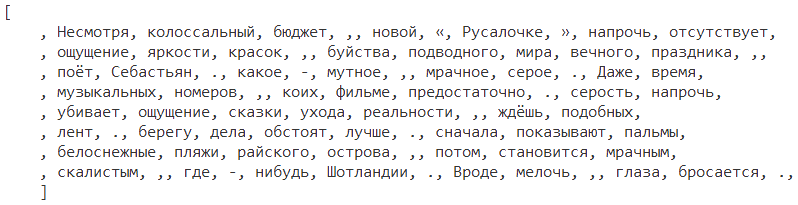 [
, Несмотря, колоссальный, бюджет, ,, новой, «, Русалочке, », напрочь, отсутствует,
, ощущение, яркости, красок, ,, буйства, подводного, мира, вечного, праздника, ,,
, поёт, Себастьян, ., какое, -, мутное, ,, мрачное, серое, ., Даже, время,
, музыкальных, номеров, ,, коих, фильме, предостаточно, ., серость, напрочь,
, убивает, ощущение, сказки, ухода, реальности, ,, ждёшь, подобных,
, лент, ., берегу, дела, обстоят, лучше, ., сначала, показывают, пальмы,
, белоснежные, пляжи, райского, острова, ,, потом, становится, мрачным,
, скалистым, ,, где, -, нибудь, Шотландии, ., Вроде, мелочь, ,, глаза, бросается, .,
]